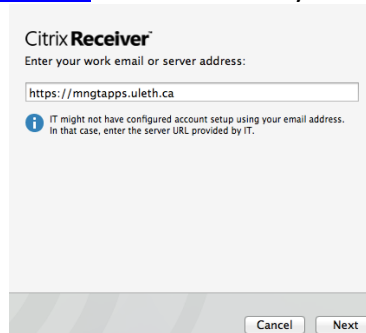 Citrix Receiver™
Enter your work email or server address:
https://mngtapps.uleth.ca
IT might not have configured account setup using your email address.
In that case, enter the server URL provided by IT.
Cancel
Next